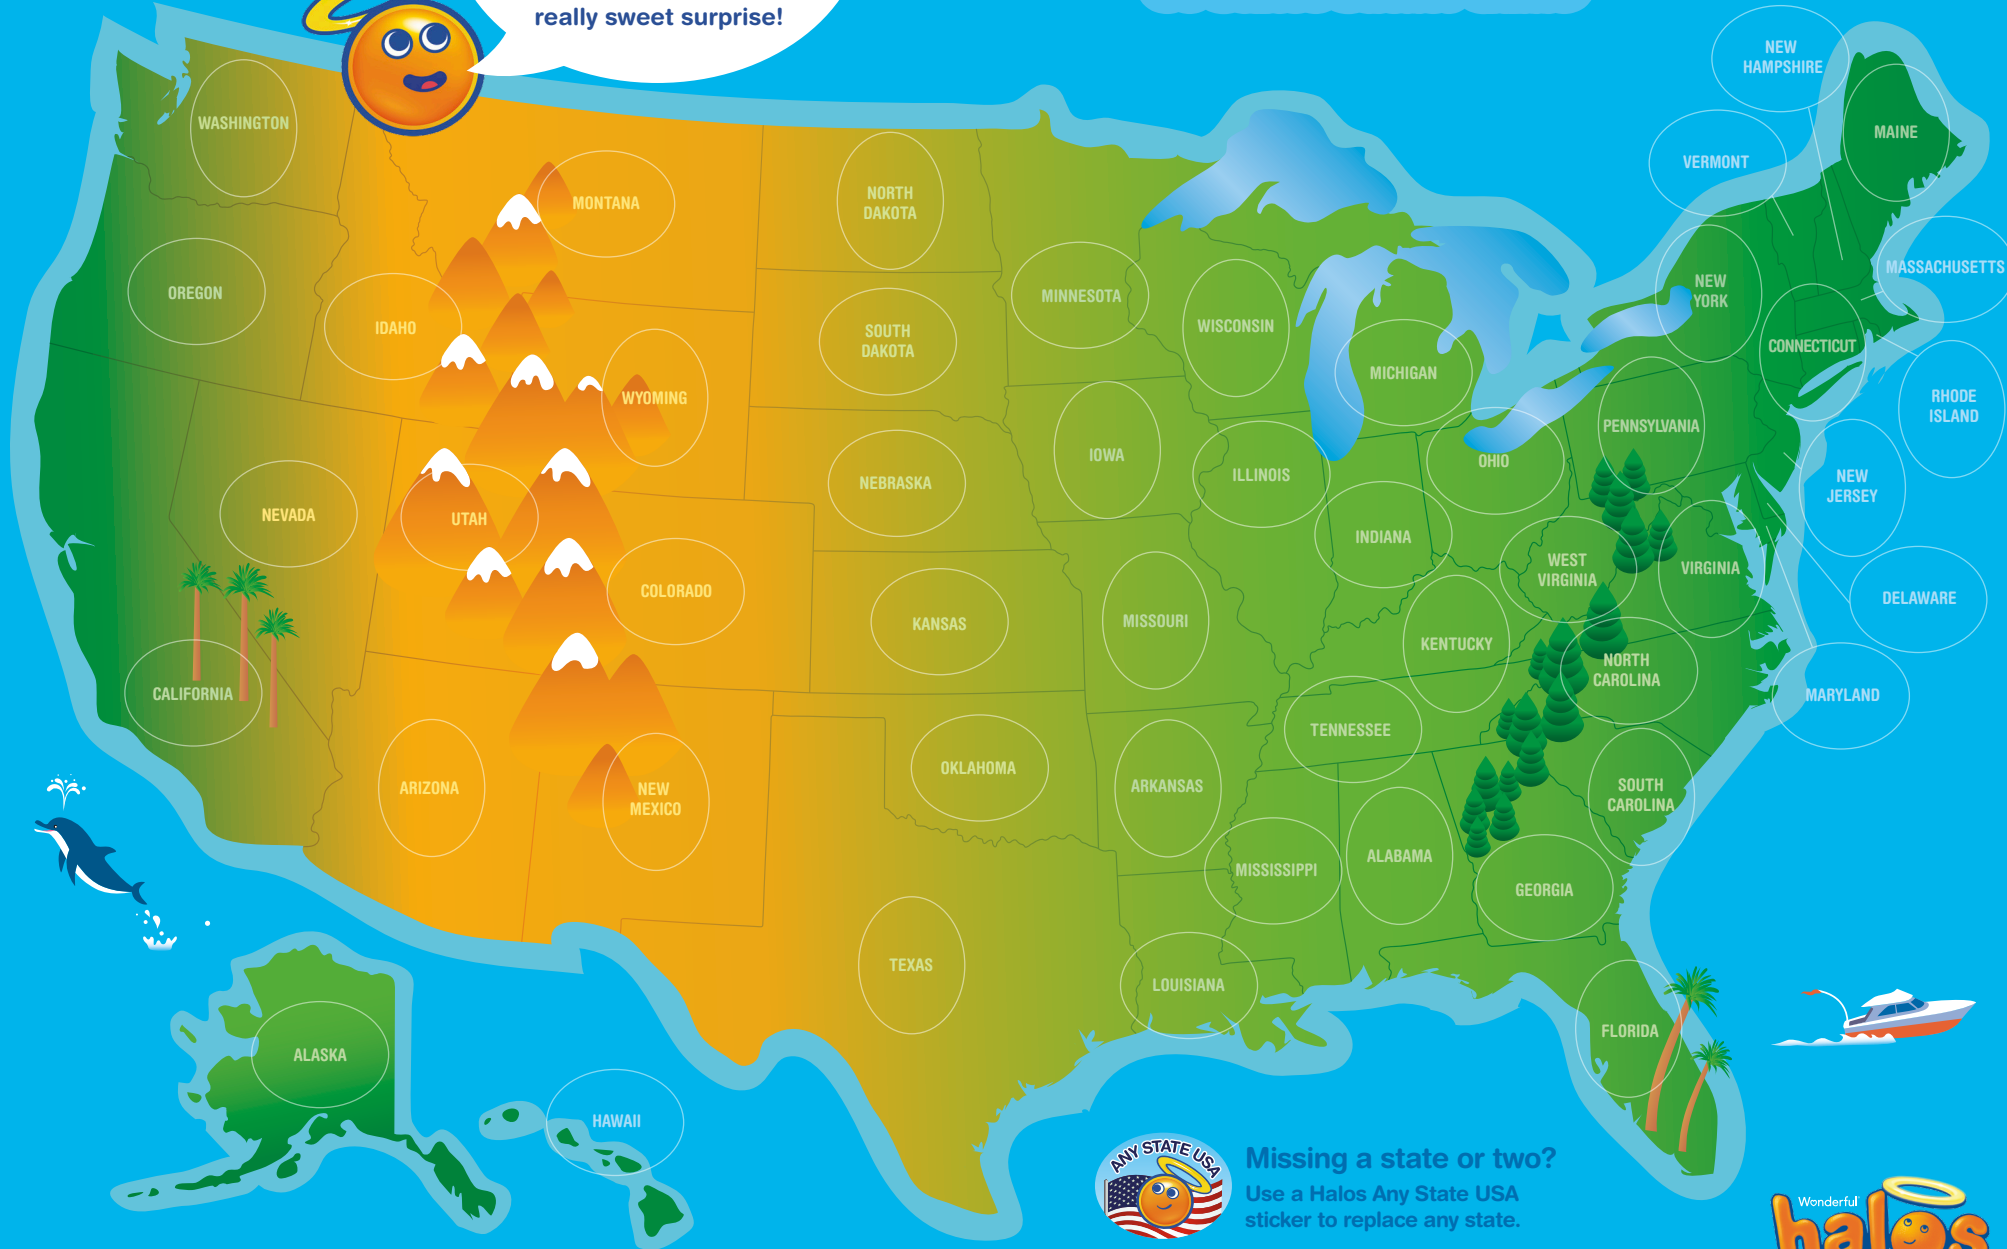 really sweet surprise!
NEW
HAMPSHIRE
MAINE
WASHINGTON
VERMONT
MONTANA
NORTH
DAKOTA
MASSACHUSETTS
OREGON
NEW
YORK
MINNESOTA
IDAHO
SOUTH
DAKOTA
WISCONSIN
CONNECTICUT
MICHIGAN
WYOMING
RHODE
ISLAND
PENNSYLVANIA
IOWA
OHIO
ILLINOIS
NEBRASKA
NEW
JERSEY
NEVADA
UTAH
INDIANA
WEST
VIRGINIA
VIRGINIA
COLORADO
DELAWARE
KANSAS
MISSOURI
KENTUCKY
NORTH
CAROLINA
CALIFORNIA
MARYLAND
TENNESSEE
OKLAHOMA
ARIZONA
NEW
MEXICO
ARKANSAS
SOUTH
CAROLINA
ALABAMA
MISSISSIPPI
GEORGIA
TEXAS
LOUISIANA
FLORIDA
ALASKA
HAWAII
ANY STATE USA
Missing a state or two?
Use a Halos Any State USA
sticker to replace any state.
Wonderful
halos